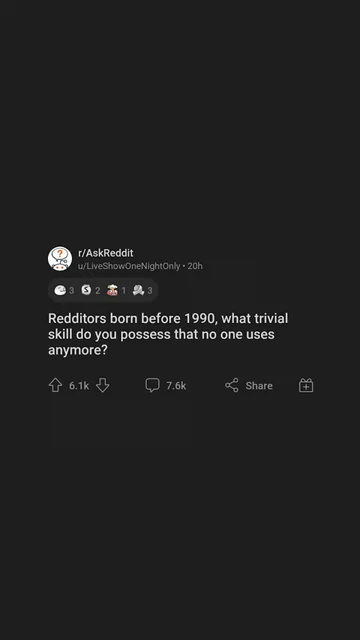 r/AskReddit
u/LiveShowOneNightOnly • 20h
3 2 1 3
Redditors born before 1990, what trivial
skill do you possess that no one uses
anymore?
6.1k 7.6k Share